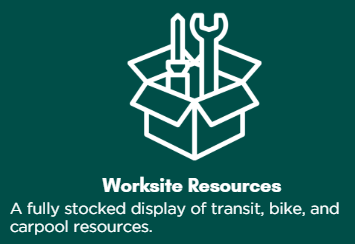 Worksite Resources
A fully stocked display of transit, bike, and
carpool resources.